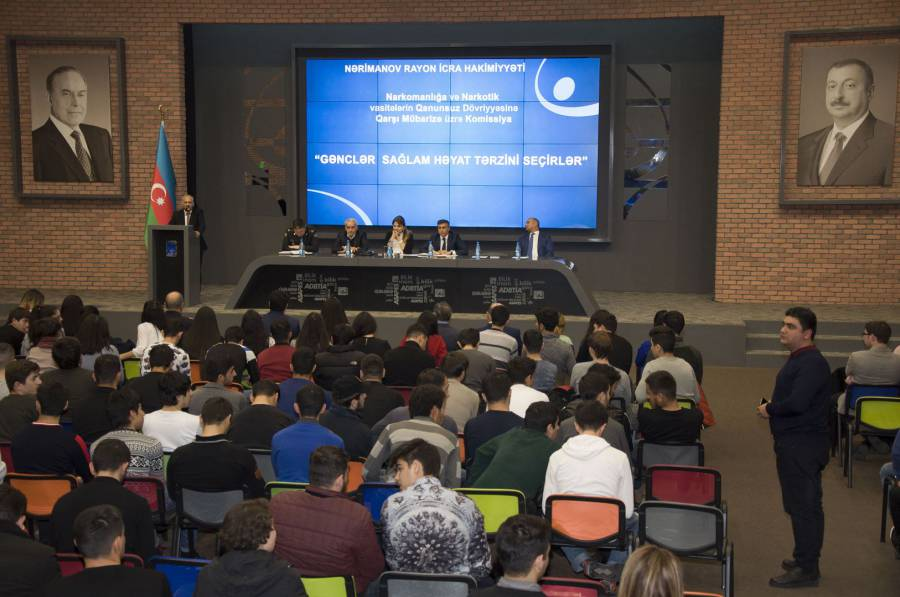 NƏRİMANOV RAYON İCRA HAKİMİYYƏTİ
Narkomanlığa və Narkotik
vasitələrin Qanunsuz Dövriyyəsinə
Qarşı Mübarizə üzrə Komissiya
“GƏNCLƏR SAĞLAM HƏYAT TƏRZİNİ SEÇİRLƏR”